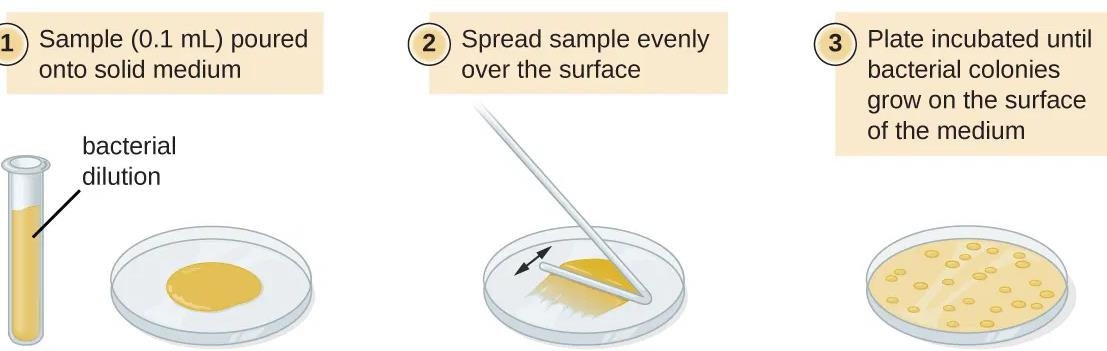 1 Sample (0.1 mL) poured
onto solid medium
bacterial
dilution
2 Spread sample evenly
over the surface
3 Plate incubated until
bacterial colonies
grow on the surface
of the medium